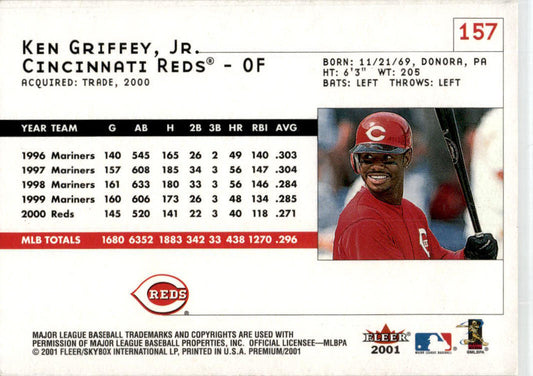 157
KEN GRIFFEY, JR.
CINCINNATI REDS® - OF
ACQUIRED: TRADE, 2000
BORN: 11/21/69, DONORA, PA
HT: 6'3" WT: 205
BATS: LEFT THROWS: LEFT
YEAR TEAM G AB H 2B 3B HR RBI AVG
1996 Mariners 140 545 165 26 2 49 140 .303
1997 Mariners 157 608 185 34 3 56 147 .304
1998 Mariners 161 633 180 33 3 56 146 .284
1999 Mariners 160 606 173 26 3 48 134 .285
2000 Reds 145 520 141 22 3 40 118 .271
MLB TOTALS 1680 6352 1883 342 33 438 1270 .296
REDS
MAJOR LEAGUE BASEBALL TRADEMARKS AND COPYRIGHTS ARE USED WITH
PERMISSION OF MAJOR LEAGUE BASEBALL PROPERTIES, INC. OFFICIAL LICENSEE—MLBPA
© 2001 FLEER/SKYBOX INTERNATIONAL LP, PRINTED IN U.S.A. PREMIUM/2001
FLEER
2001
MAJOR LEAGUE BASEBALL
©MLBPA